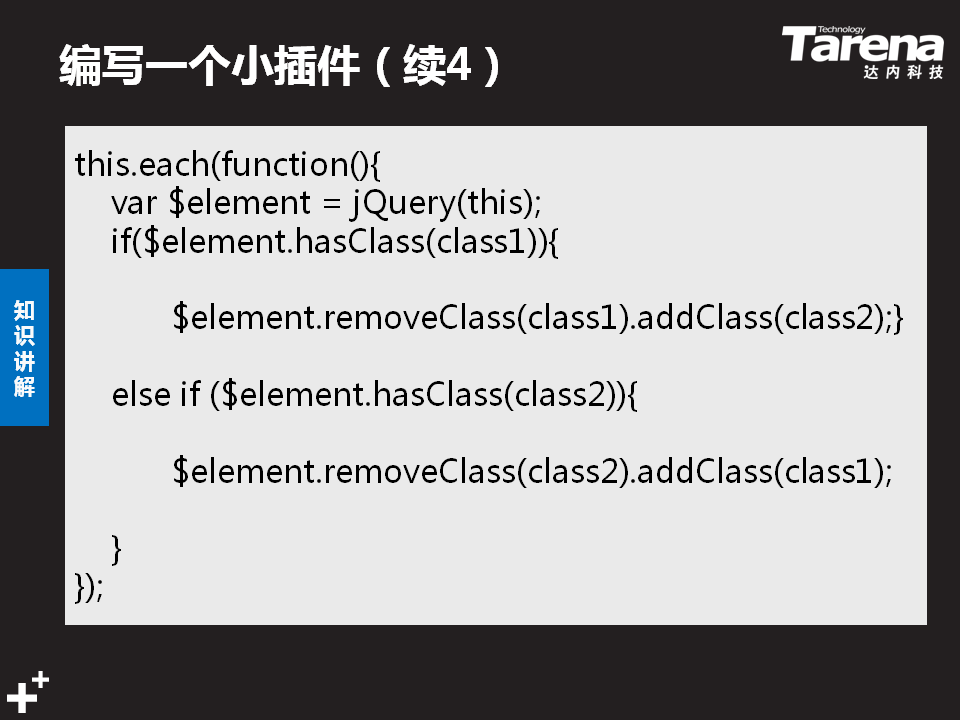 编写一个小插件（续4）
Technology
Tarena
达内科技
this.each(function(){
var $element = jQuery(this);
if($element.hasClass(class1)){
$element.removeClass(class1).addClass(class2);}
else if ($element.hasClass(class2)){
$element.removeClass(class2).addClass(class1);
}
});
知识讲解